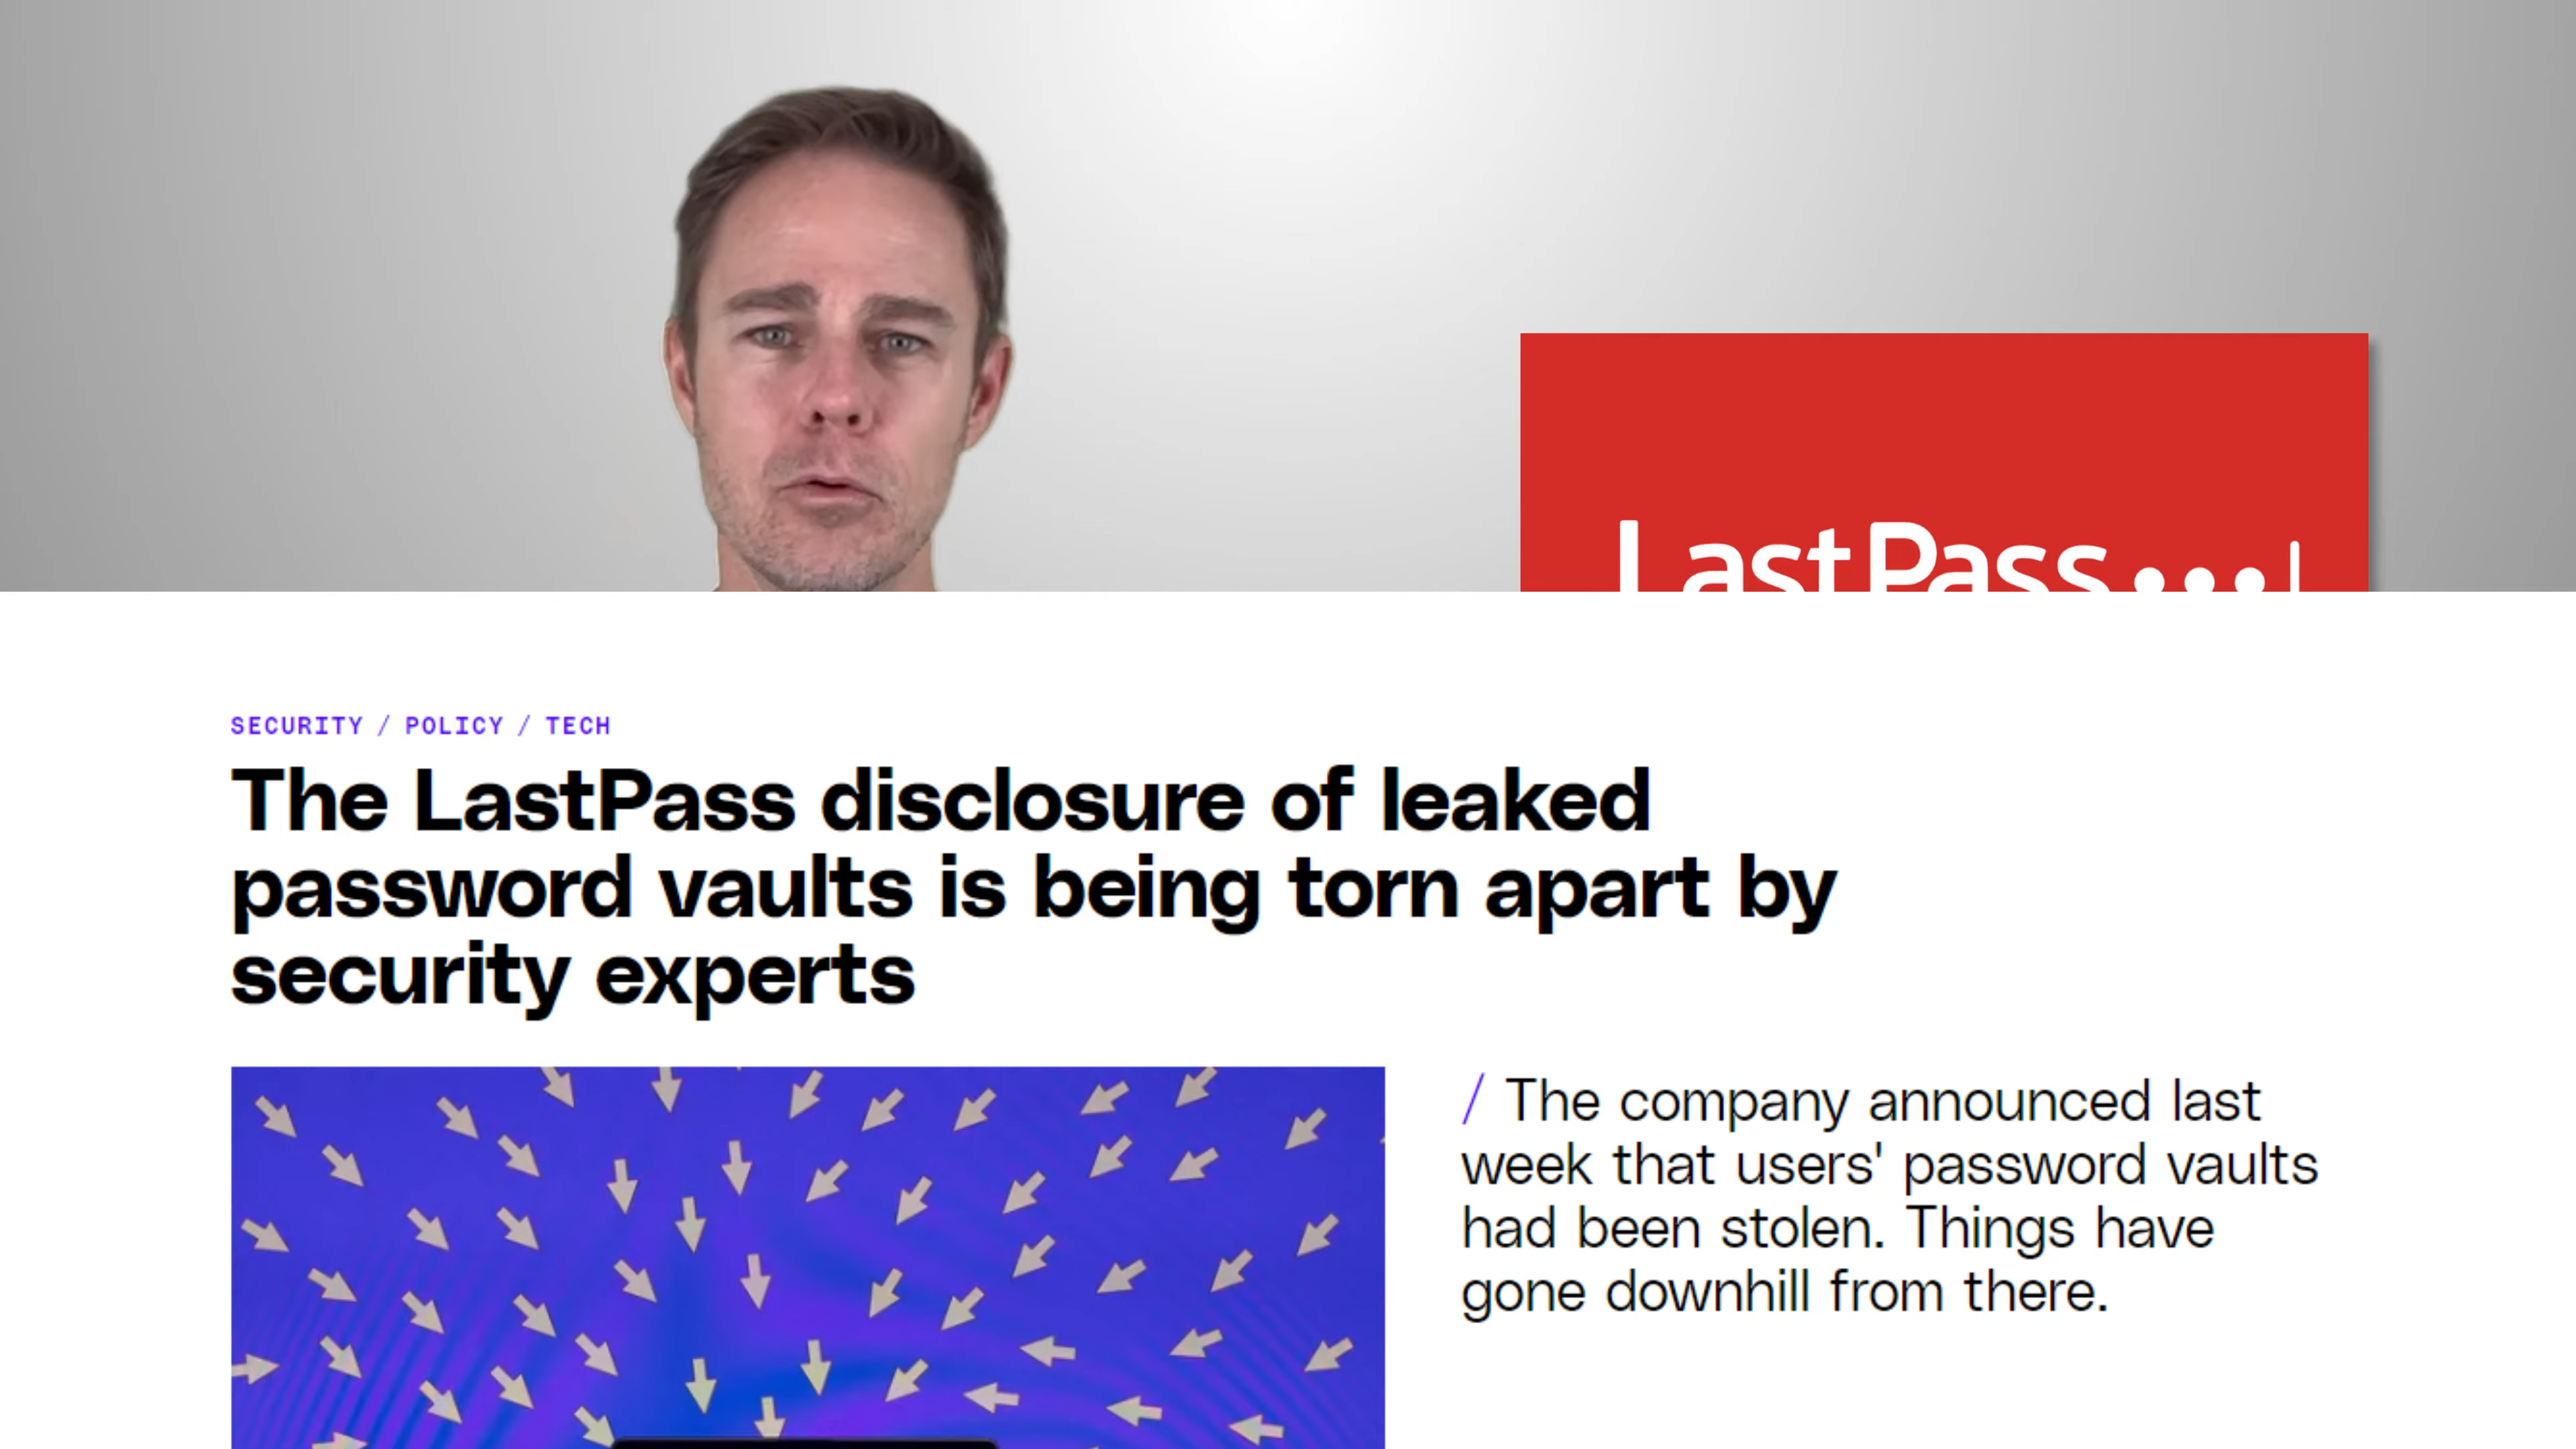 LastPass
SECURITY / POLICY / TECH
The LastPass disclosure of leaked
password vaults is being torn apart by
security experts
/ The company announced last
week that users' password vaults
had been stolen. Things have
gone downhill from there.